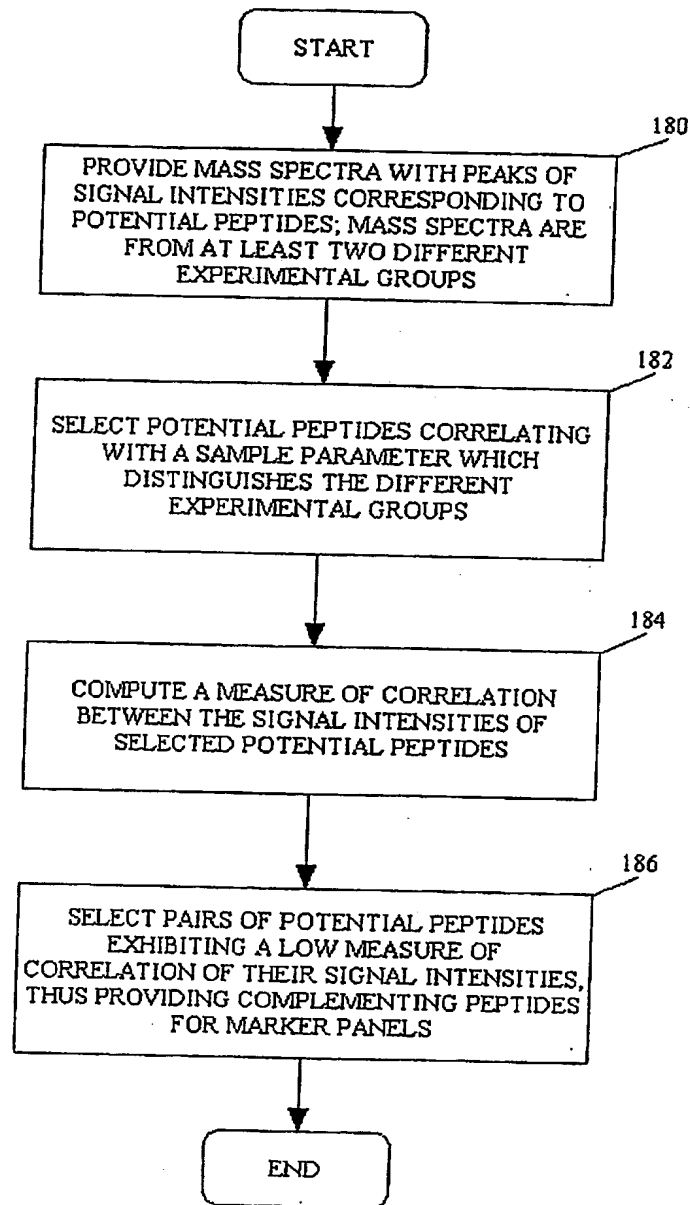 START
180
PROVIDE MASS SPECTRA WITH PEAKS OF
SIGNAL INTENSITIES CORRESPONDING TO
POTENTIAL PEPTIDES; MASS SPECTRA ARE
FROM AT LEAST TWO DIFFERENT
EXPERIMENTAL GROUPS
182
SELECT POTENTIAL PEPTIDES CORRELATING
WITH A SAMPLE PARAMETER WHICH
DISTINGUISHES THE DIFFERENT
EXPERIMENTAL GROUPS
184
COMPUTE A MEASURE OF CORRELATION
BETWEEN THE SIGNAL INTENSITIES OF
SELECTED POTENTIAL PEPTIDES
186
SELECT PAIRS OF POTENTIAL PEPTIDES
EXHIBITING A LOW MEASURE OF
CORRELATION OF THEIR SIGNAL INTENSITIES,
THUS PROVIDING COMPLEMENTING PEPTIDES
FOR MARKER PANELS
END